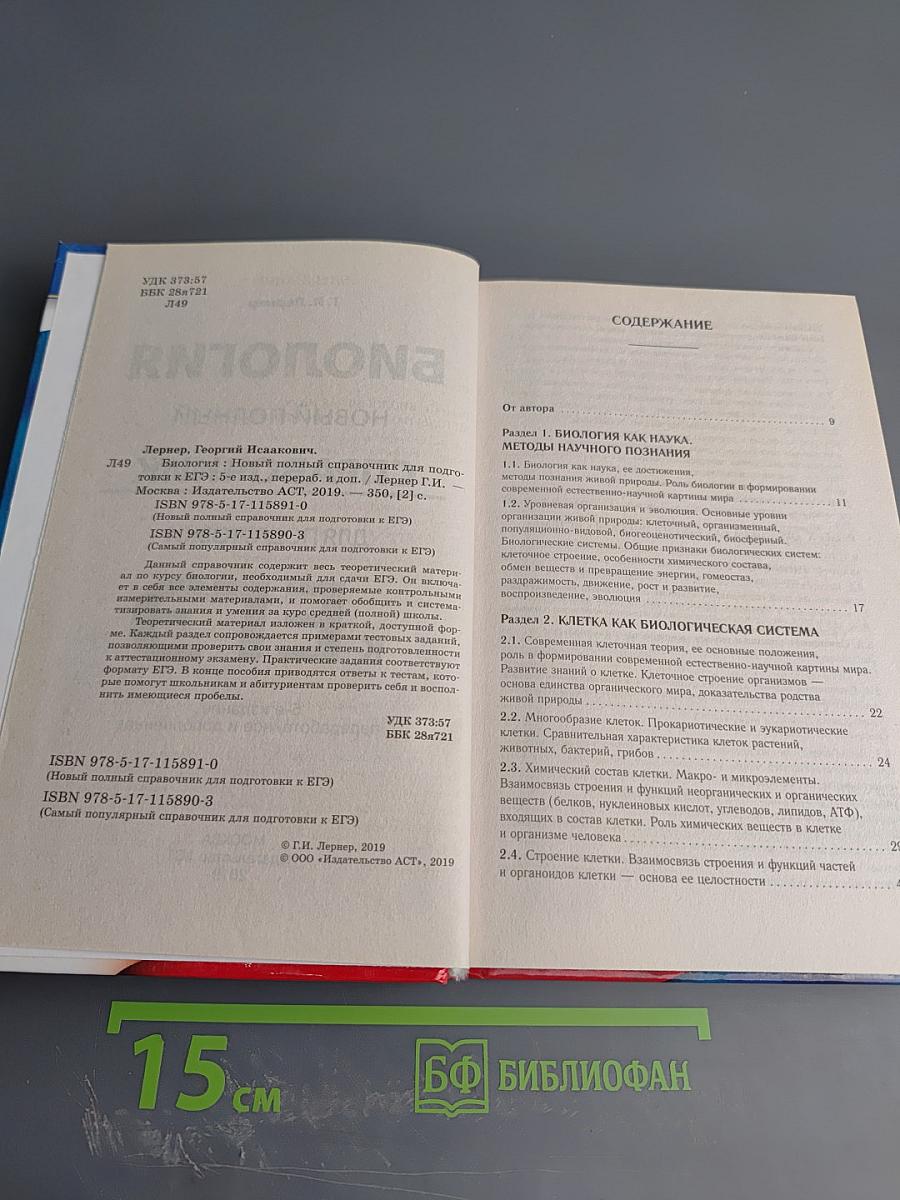 УДК 373:57
ББК 28я721
Л49
БИОЛОГИЯ
НОВЫЙ ПОЛНЫЙ
Лернер, Георгий Исаакович.
Л49 Биология : Новый полный справочник для подго-
товки к ЕГЭ : 5-е изд., перераб. и доп. / Лернер Г.И. —
Москва : Издательство АСТ, 2019. — 350, [2] с.
ISBN 978-5-17-115891-0
(Новый полный справочник для подготовки к ЕГЭ)
ISBN 978-5-17-115890-3
(Самый популярный справочник для подготовки к ЕГЭ)
Данный справочник содержит весь теоретический матери-
ал по курсу биологии, необходимый для сдачи ЕГЭ. Он включа-
ет в себя все элементы содержания, проверяемые контрольными
измерительными материалами, и помогает обобщить и система-
тизировать знания и умения за курс средней (полной) школы.
Теоретический материал изложен в краткой, доступной фор-
ме. Каждый раздел сопровождается примерами тестовых заданий,
позволяющими проверить свои знания и степень подготовленности
к аттестационному экзамену. Практические задания соответствуют
формату ЕГЭ. В конце пособия приводятся ответы к тестам, кото-
рые помогут школьникам и абитуриентам проверить себя и воспол-
нить имеющиеся пробелы.
УДК 373:57
ББК 28я721
ISBN 978-5-17-115891-0
(Новый полный справочник для подготовки к ЕГЭ)
ISBN 978-5-17-115890-3
(Самый популярный справочник для подготовки к ЕГЭ)
© Г.И. Лернер, 2019
© ООО «Издательство АСТ», 2019
СОДЕРЖАНИЕ
От автора ........ 9
Раздел 1. БИОЛОГИЯ КАК НАУКА.
МЕТОДЫ НАУЧНОГО ПОЗНАНИЯ
1.1. Биология как наука, ее достижения,
методы познания живой природы. Роль биологии в формировании
современной естественно-научной картины мира ........ 11
1.2. Уровневая организация и эволюция. Основные уровни
организации живой природы: клеточный, организменный,
популяционно-видовой, биогеоценотический, биосферный.
Биологические системы. Общие признаки биологических систем:
клеточное строение, особенности химического состава,
обмен веществ и превращение энергии, гомеостаз,
раздражимость, движение, рост и развитие,
воспроизведение, эволюция ........ 17
Раздел 2. КЛЕТКА КАК БИОЛОГИЧЕСКАЯ СИСТЕМА
2.1. Современная клеточная теория, ее основные положения,
роль в формировании современной естественно-научной картины мира.
Развитие знаний о клетке. Клеточное строение организмов —
основа единства органического мира, доказательства родства
живой природы ........ 22
2.2. Многообразие клеток. Прокариотические и эукариотические
клетки. Сравнительная характеристика клеток растений,
животных, бактерий, грибов ........ 24
2.3. Химический состав клетки. Макро- и микроэлементы.
Взаимосвязь строения и функций неорганических и органических
веществ (белков, нуклеиновых кислот, углеводов, липидов, АТФ),
входящих в состав клетки. Роль химических веществ в клетке
и организме человека ........ 29
2.4. Строение клетки. Взаимосвязь строения и функций частей
и органоидов клетки — основа ее целостности ........
15 см
БФ БИБЛИОФАН